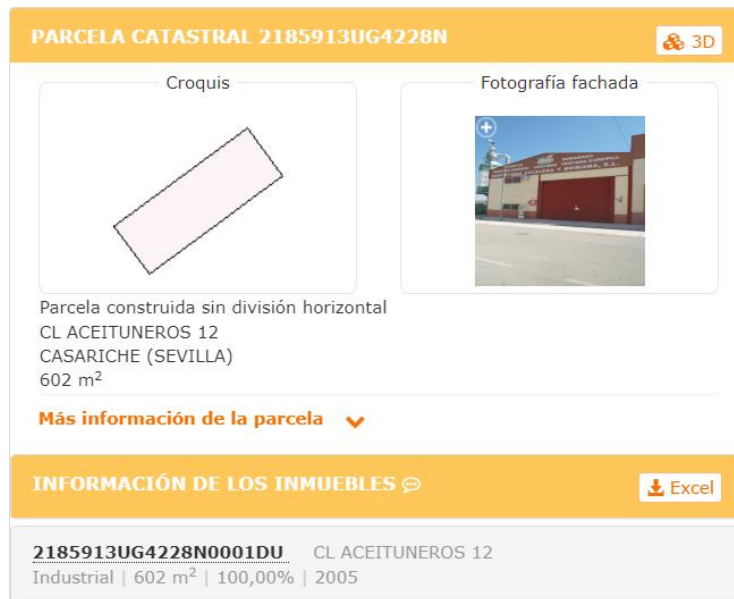 PARCELA CATASTRAL 2185913UG4228N
3D
Croquis
Fotografía fachada
Parcela construida sin división horizontal
CL ACEITUNEROS 12
CASARICHE (SEVILLA)
602 m²
Más información de la parcela
INFORMACIÓN DE LOS INMUEBLES
Excel
2185913UG4228N0001DU CL ACEITUNEROS 12
Industrial | 602 m² | 100,00% | 2005